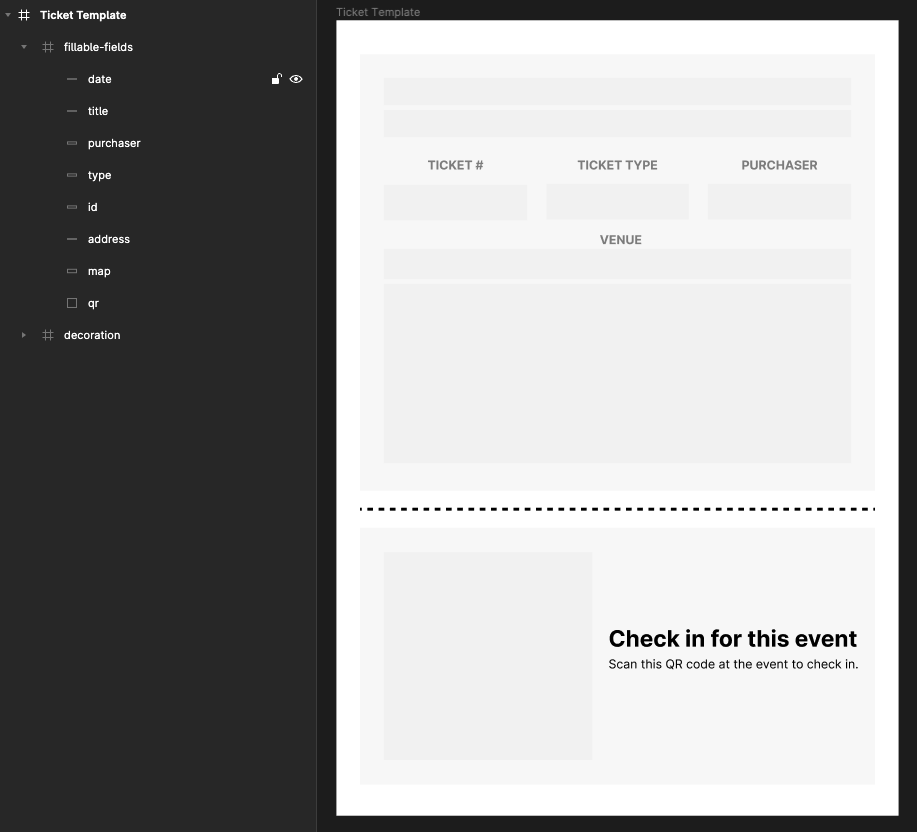 Ticket Template
fillable-fields
date
title
purchaser
type
id
address
map
qr
decoration
Ticket Template
TICKET #
TICKET TYPE
PURCHASER
VENUE
Check in for this event
Scan this QR code at the event to check in.